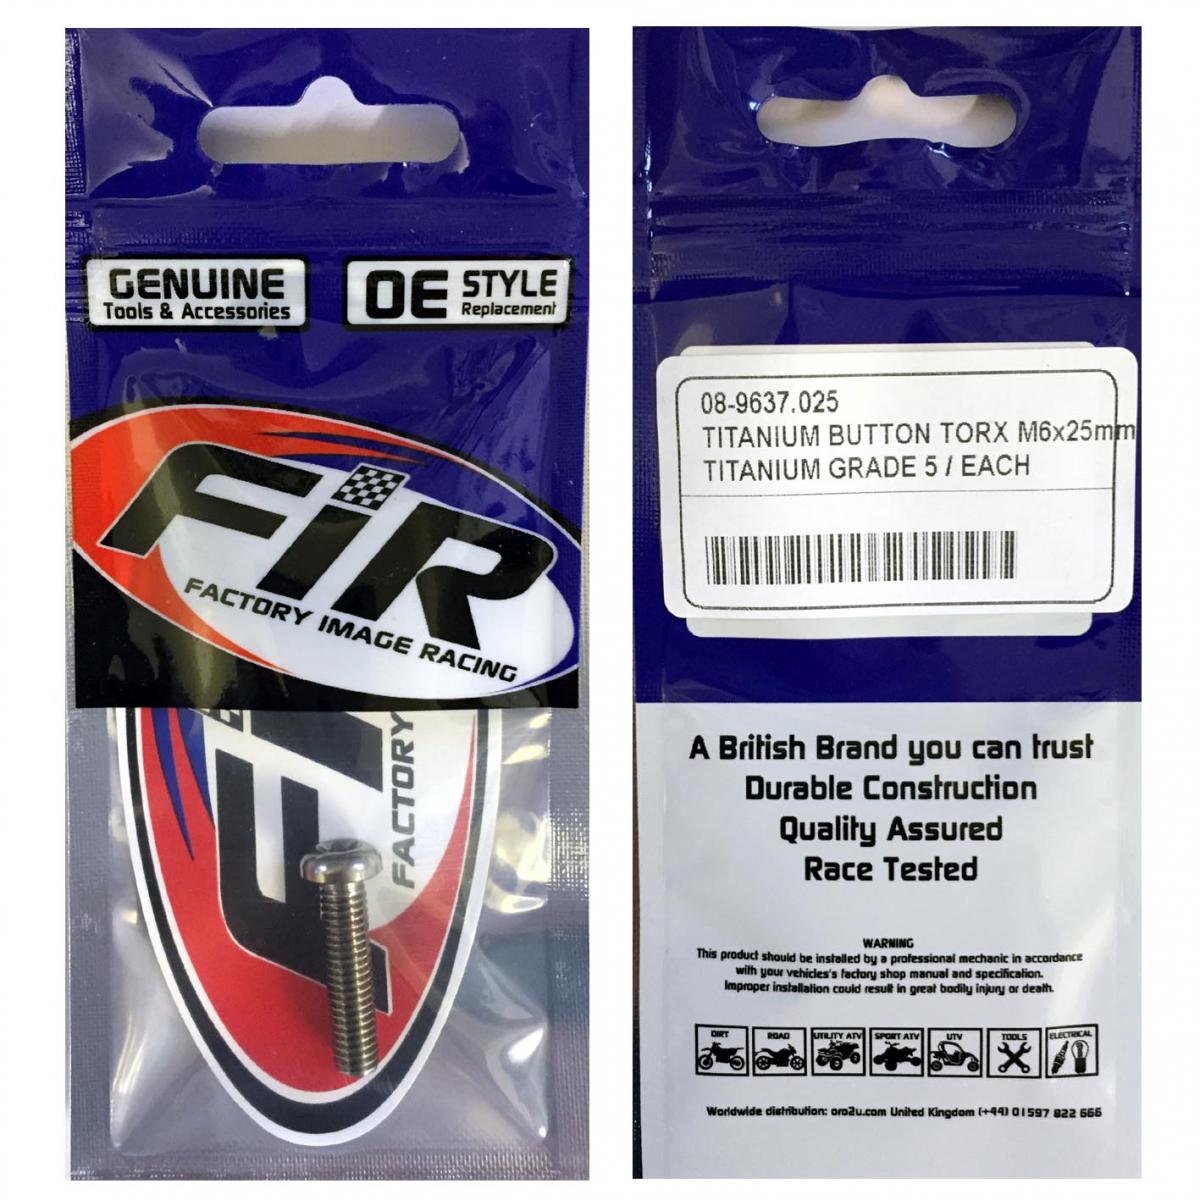 GENUINE
Tools & Accessories
OE STYLE
Replacement
FiR
FACTORY IMAGE RACING
FACTORY
08-9637.025
TITANIUM BUTTON TORX M6x25mm
TITANIUM GRADE 5 / EACH
A British Brand you can trust
Durable Construction
Quality Assured
Race Tested
WARNING
This product should be installed by a professional mechanic in accordance
with your vehicles's factory shop manual and specification.
Improper installation could result in great bodily injury or death.
DIRT ROAD UTILITY ATV SPORT ATV UTV TOOLS ELECTRICAL
Worldwide distribution: oro2u.com United Kingdom (+44) 01597 822 666